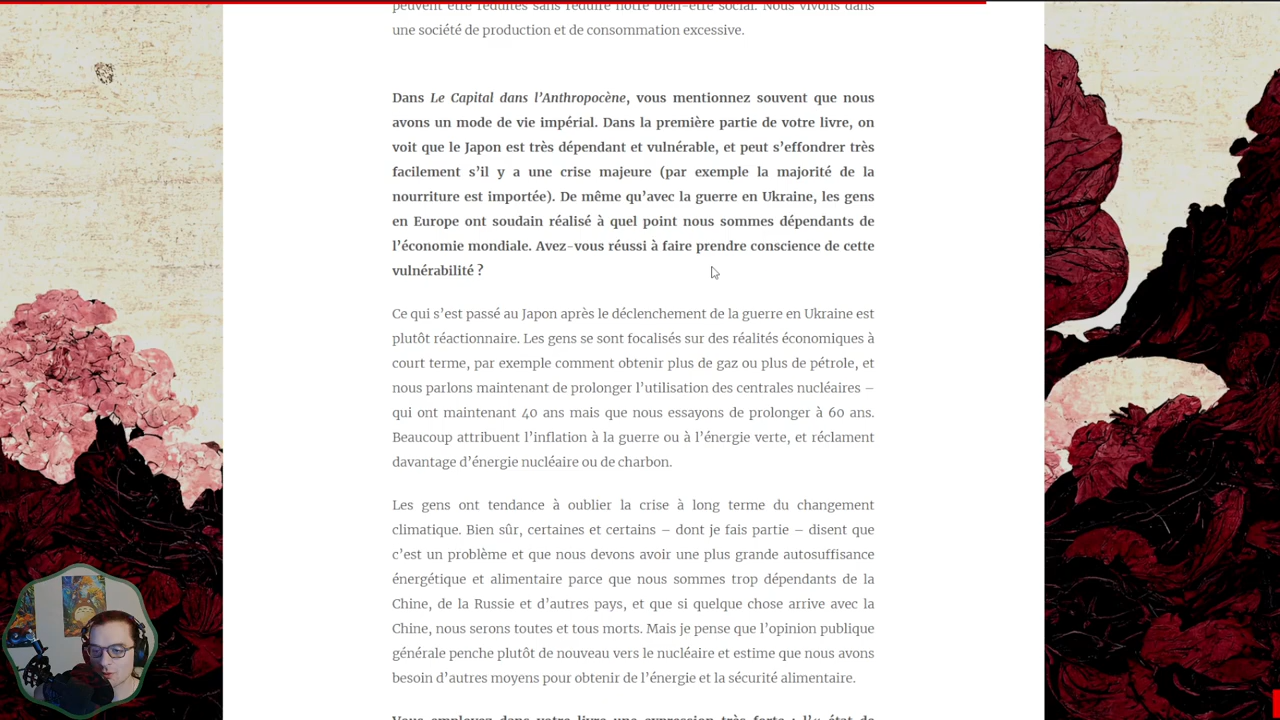 peuvent être réduites sans réduire notre bien-être social. Nous vivons dans
une société de production et de consommation excessive.
Dans Le Capital dans l’Anthropocène, vous mentionnez souvent que nous
avons un mode de vie impérial. Dans la première partie de votre livre, on
voit que le Japon est très dépendant et vulnérable, et peut s’effondrer très
facilement s’il y a une crise majeure (par exemple la majorité de la
nourriture est importée). De même qu’avec la guerre en Ukraine, les gens
en Europe ont soudain réalisé à quel point nous sommes dépendants de
l’économie mondiale. Avez-vous réussi à faire prendre conscience de cette
vulnérabilité ?
Ce qui s’est passé au Japon après le déclenchement de la guerre en Ukraine est
plutôt réactionnaire. Les gens se sont focalisés sur des réalités économiques à
court terme, par exemple comment obtenir plus de gaz ou plus de pétrole, et
nous parlons maintenant de prolonger l’utilisation des centrales nucléaires –
qui ont maintenant 40 ans mais que nous essayons de prolonger à 60 ans.
Beaucoup attribuent l’inflation à la guerre ou à l’énergie verte, et réclament
davantage d’énergie nucléaire ou de charbon.
Les gens ont tendance à oublier la crise à long terme du changement
climatique. Bien sûr, certaines et certains – dont je fais partie – disent que
c’est un problème et que nous devons avoir une plus grande autosuffisance
énergétique et alimentaire parce que nous sommes trop dépendants de la
Chine, de la Russie et d’autres pays, et que si quelque chose arrive avec la
Chine, nous serons toutes et tous morts. Mais je pense que l’opinion publique
générale penche plutôt de nouveau vers le nucléaire et estime que nous avons
besoin d’autres moyens pour obtenir de l’énergie et la sécurité alimentaire.
Vous employez dans votre livre une expression très forte : l’« état de